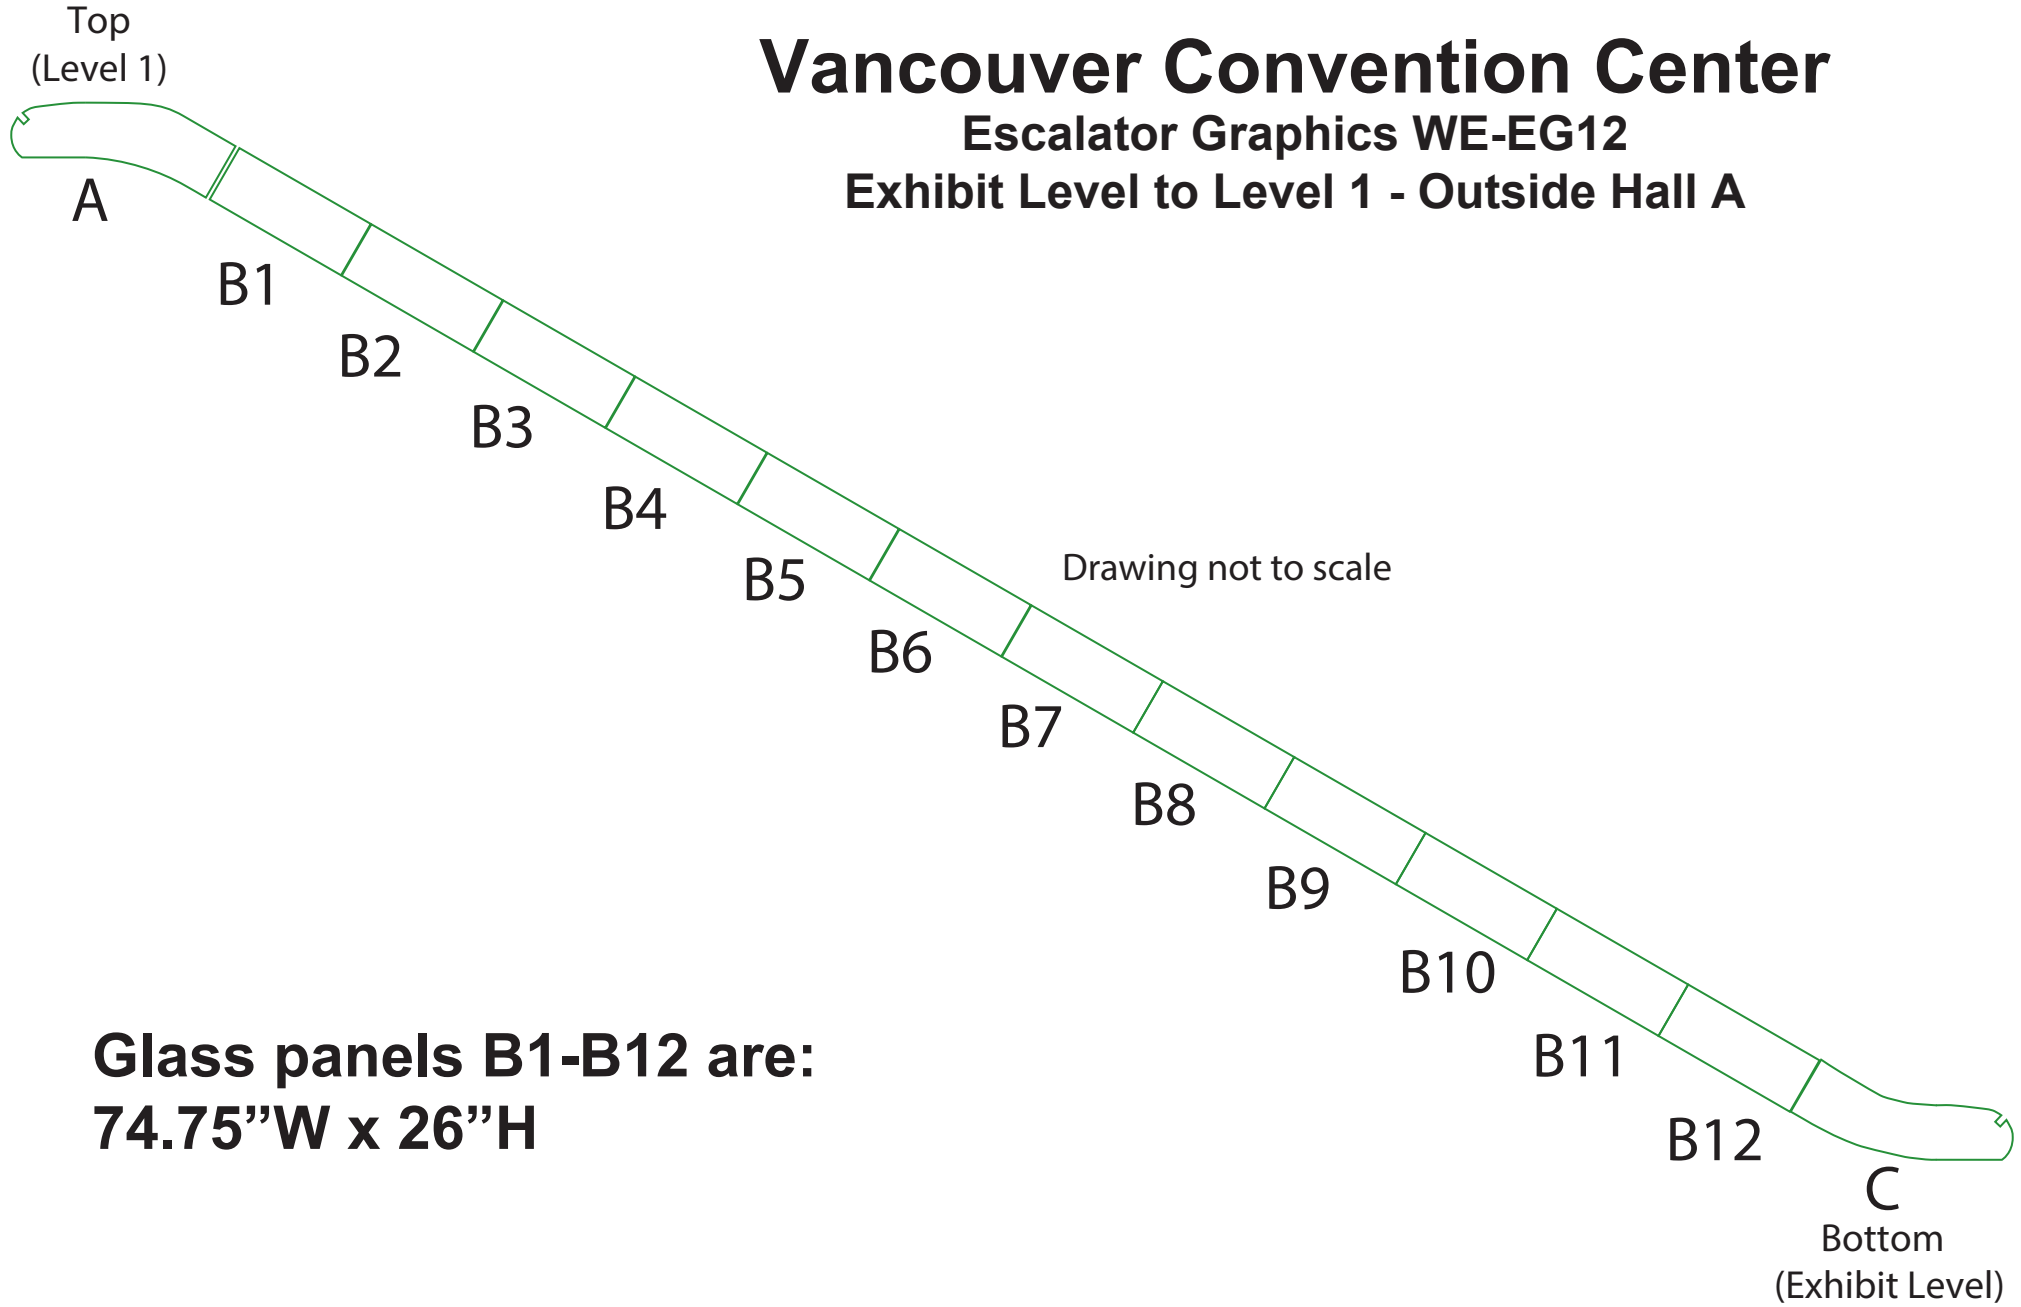 Top
(Level 1)
Vancouver Convention Center
Escalator Graphics WE-EG12
Exhibit Level to Level 1 - Outside Hall A
A
B1
B2
B3
B4
B5
Drawing not to scale
B6
B7
B8
B9
B10
B11
B12
Glass panels B1-B12 are:
74.75”W x 26”H
C
Bottom
(Exhibit Level)